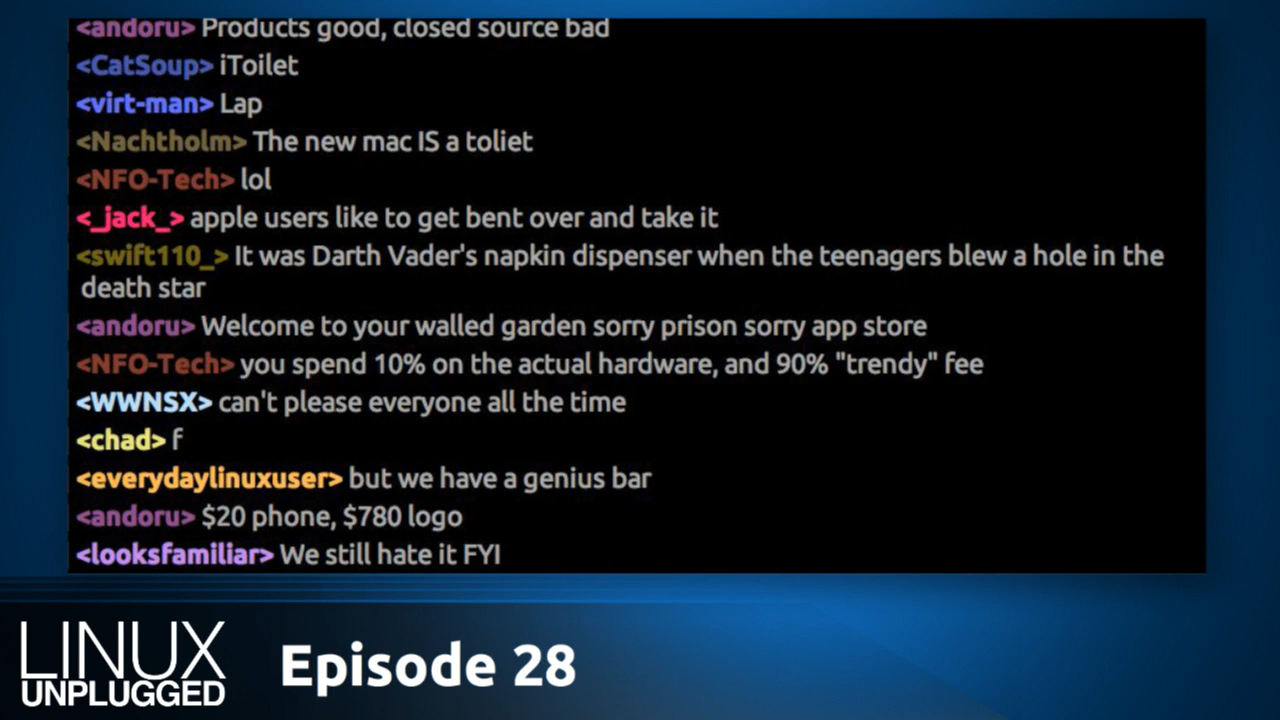 <andoru> Products good, closed source bad
<CatSoup> iToilet
<virt-man> Lap
<Nachtholm> The new mac IS a toliet
<NFO-Tech> lol
<_jack_> apple users like to get bent over and take it
<swift110_> It was Darth Vader's napkin dispenser when the teenagers blew a hole in the
death star
<andoru> Welcome to your walled garden sorry prison sorry app store
<NFO-Tech> you spend 10% on the actual hardware, and 90% "trendy" fee
<WWNSX> can't please everyone all the time
<chad> f
<everydaylinuxuser> but we have a genius bar
<andoru> $20 phone, $780 logo
<looksfamiliar> We still hate it FYI
LINUX
UNPLUGGED
Episode 28